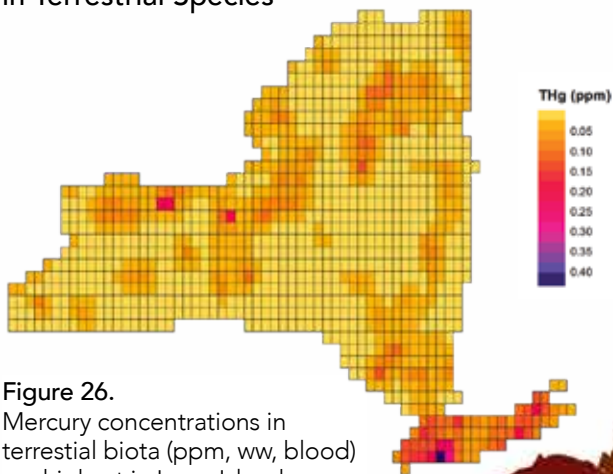 in Terrestrial Species
THg (ppm)
0.05
0.10
0.15
0.20
0.25
0.30
0.35
0.40
Figure 26.
Mercury concentrations in
terrestial biota (ppm, ww, blood)